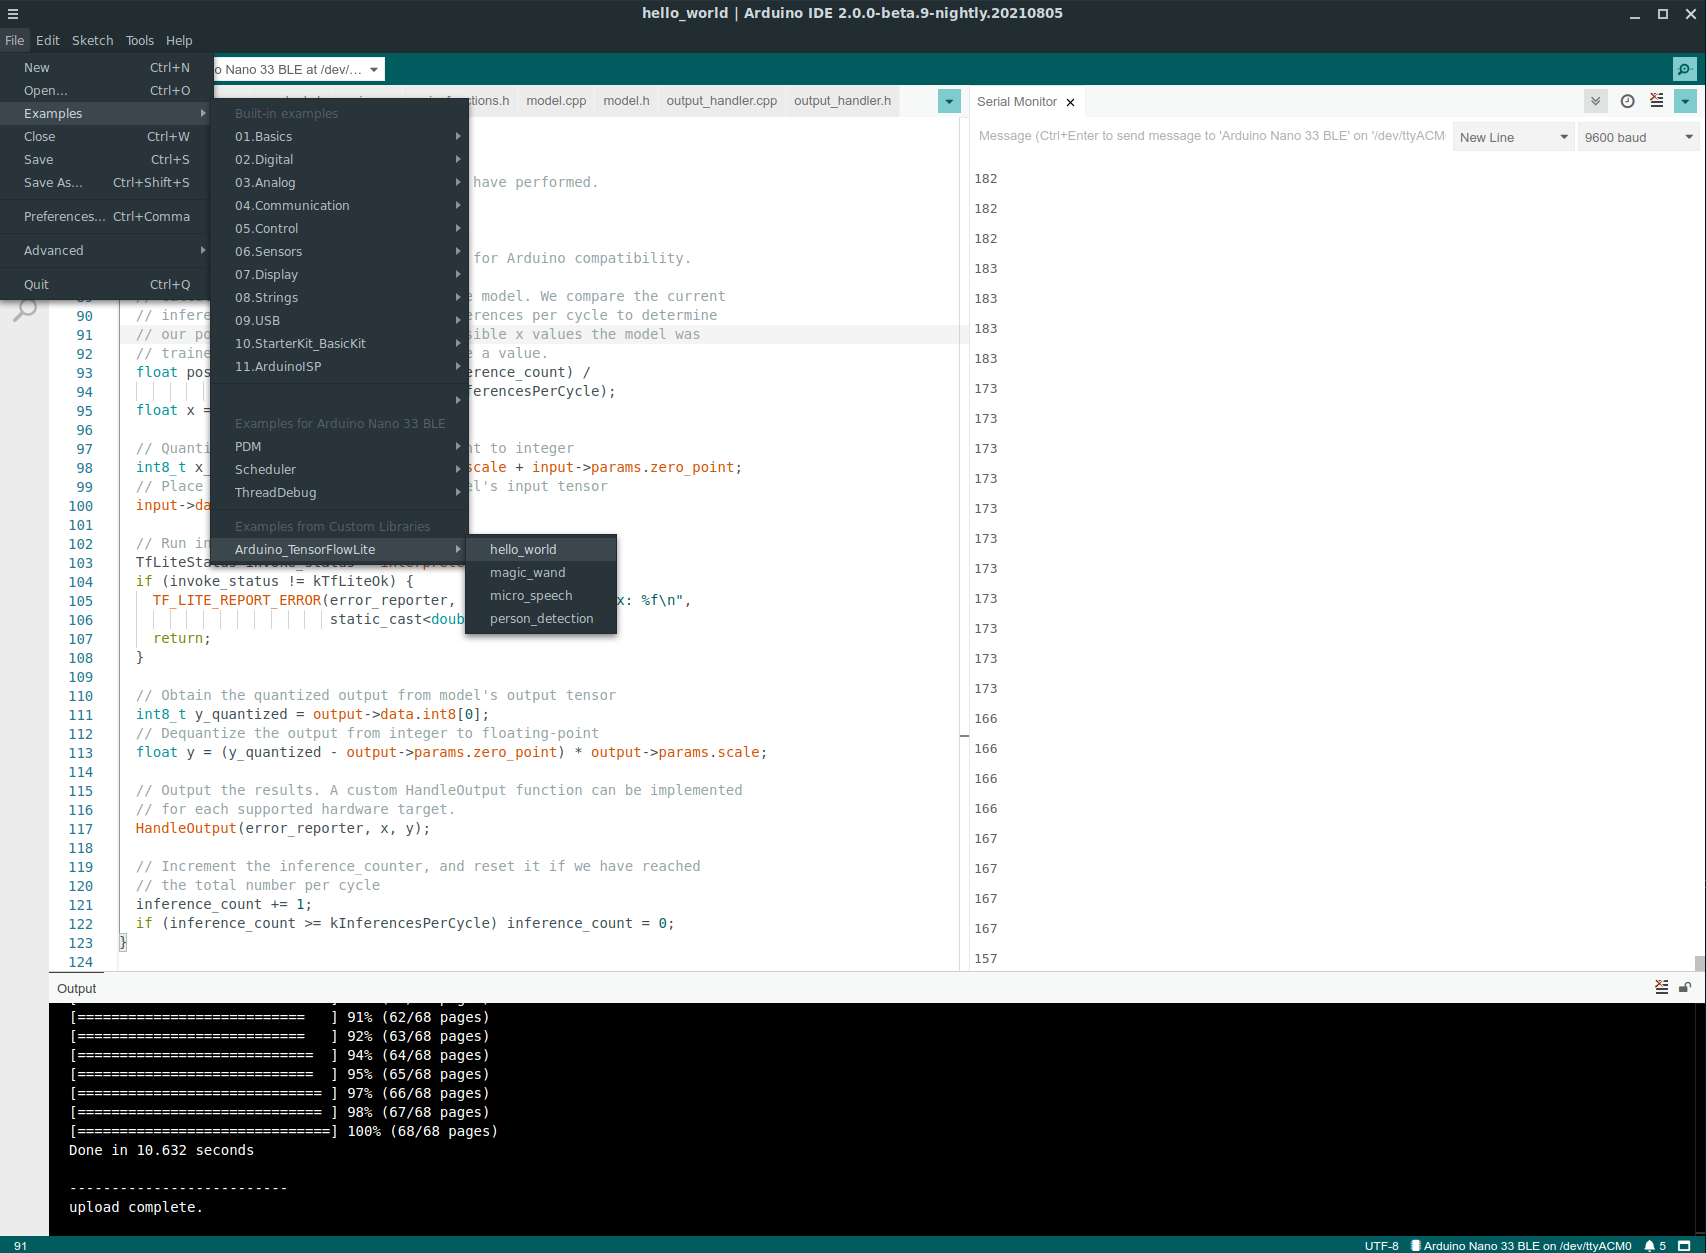 hello_world | Arduino IDE 2.0.0-beta.9-nightly.20210805
File Edit Sketch Tools Help
New Ctrl+N
Open... Ctrl+O
Examples
Close Ctrl+W
Save Ctrl+S
Save As... Ctrl+Shift+S
Preferences... Ctrl+Comma
Advanced
Quit Ctrl+Q
o Nano 33 BLE at /dev/...
model.cpp model.h output_handler.cpp output_handler.h
Built-in examples
01.Basics
02.Digital
03.Analog
04.Communication
05.Control
06.Sensors
07.Display
08.Strings
09.USB
10.StarterKit_BasicKit
11.ArduinoISP
Examples for Arduino Nano 33 BLE
PDM
Scheduler
ThreadDebug
Examples from Custom Libraries
Arduino_TensorFlowLite
hello_world
magic_wand
micro_speech
person_detection
have performed.
for Arduino compatibility.
model. We compare the current
90 // infere rences per cycle to determine
91 // our po sible x values the model was
92 // traine a value.
93 float pos erence_count) /
94 ferencesPerCycle);
95 float x =
96
97 // Quanti t to integer
98 int8_t x_ scale + input->params.zero_point;
99 // Place el's input tensor
100 input->da
101
102 // Run in
103
104 if (invoke_status != kTfLiteOk) {
105 TF_LITE_REPORT_ERROR(error_reporter, x: %f\n",
106 static_cast<doub
107 return;
108 }
109
110 // Obtain the quantized output from model's output tensor
111 int8_t y_quantized = output->data.int8[0];
112 // Dequantize the output from integer to floating-point
113 float y = (y_quantized - output->params.zero_point) * output->params.scale;
114
115 // Output the results. A custom HandleOutput function can be implemented
116 // for each supported hardware target.
117 HandleOutput(error_reporter, x, y);
118
119 // Increment the inference_counter, and reset it if we have reached
120 // the total number per cycle
121 inference_count += 1;
122 if (inference_count >= kInferencesPerCycle) inference_count = 0;
123 }
124
Serial Monitor
Message (Ctrl+Enter to send message to 'Arduino Nano 33 BLE' on '/dev/ttyACM
New Line 9600 baud
182
182
182
183
183
183
183
173
173
173
173
173
173
173
173
173
173
173
166
166
166
166
167
167
167
167
157
Output
[=========================== ] 91% (62/68 pages)
[=========================== ] 92% (63/68 pages)
[============================ ] 94% (64/68 pages)
[============================ ] 95% (65/68 pages)
[============================= ] 97% (66/68 pages)
[============================= ] 98% (67/68 pages)
[==============================] 100% (68/68 pages)
Done in 10.632 seconds
--------------------------
upload complete.
91 UTF-8 Arduino Nano 33 BLE on /dev/ttyACM0 5